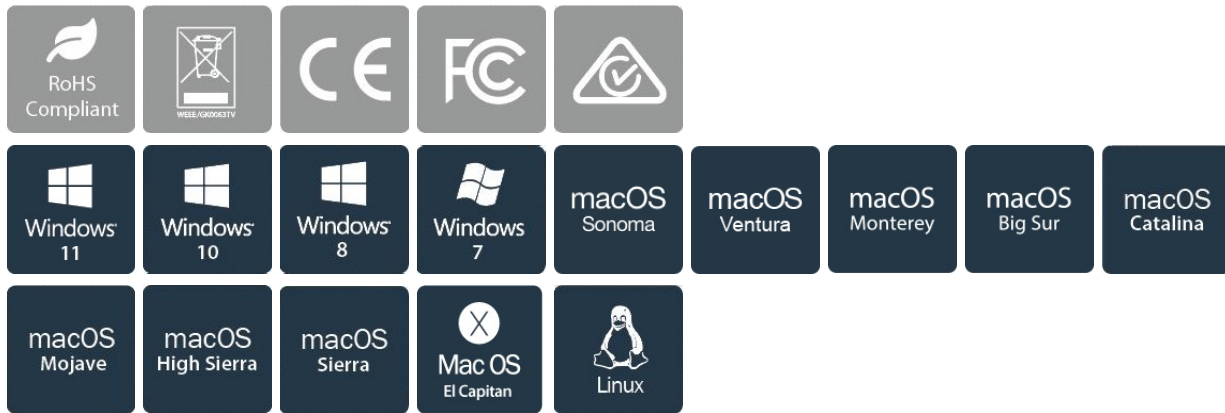 RoHS
Compliant
WEEE/GK0063TV
CE
FC
Windows
11
Windows
10
Windows
8
Windows
7
macOS
Sonoma
macOS
Ventura
macOS
Monterey
macOS
Big Sur
macOS
Catalina
macOS
Mojave
macOS
High Sierra
macOS
Sierra
X
Mac OS
El Capitan
Linux